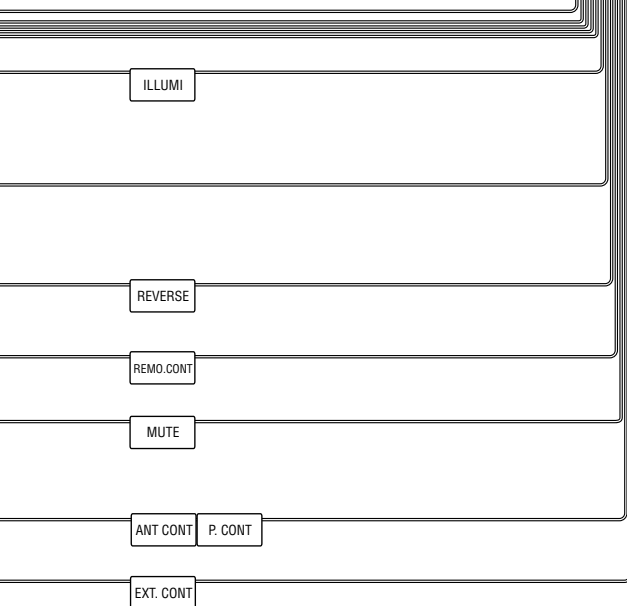 ILLUMI
REVERSE
REMO.CONT
MUTE
ANT CONT P. CONT
EXT. CONT